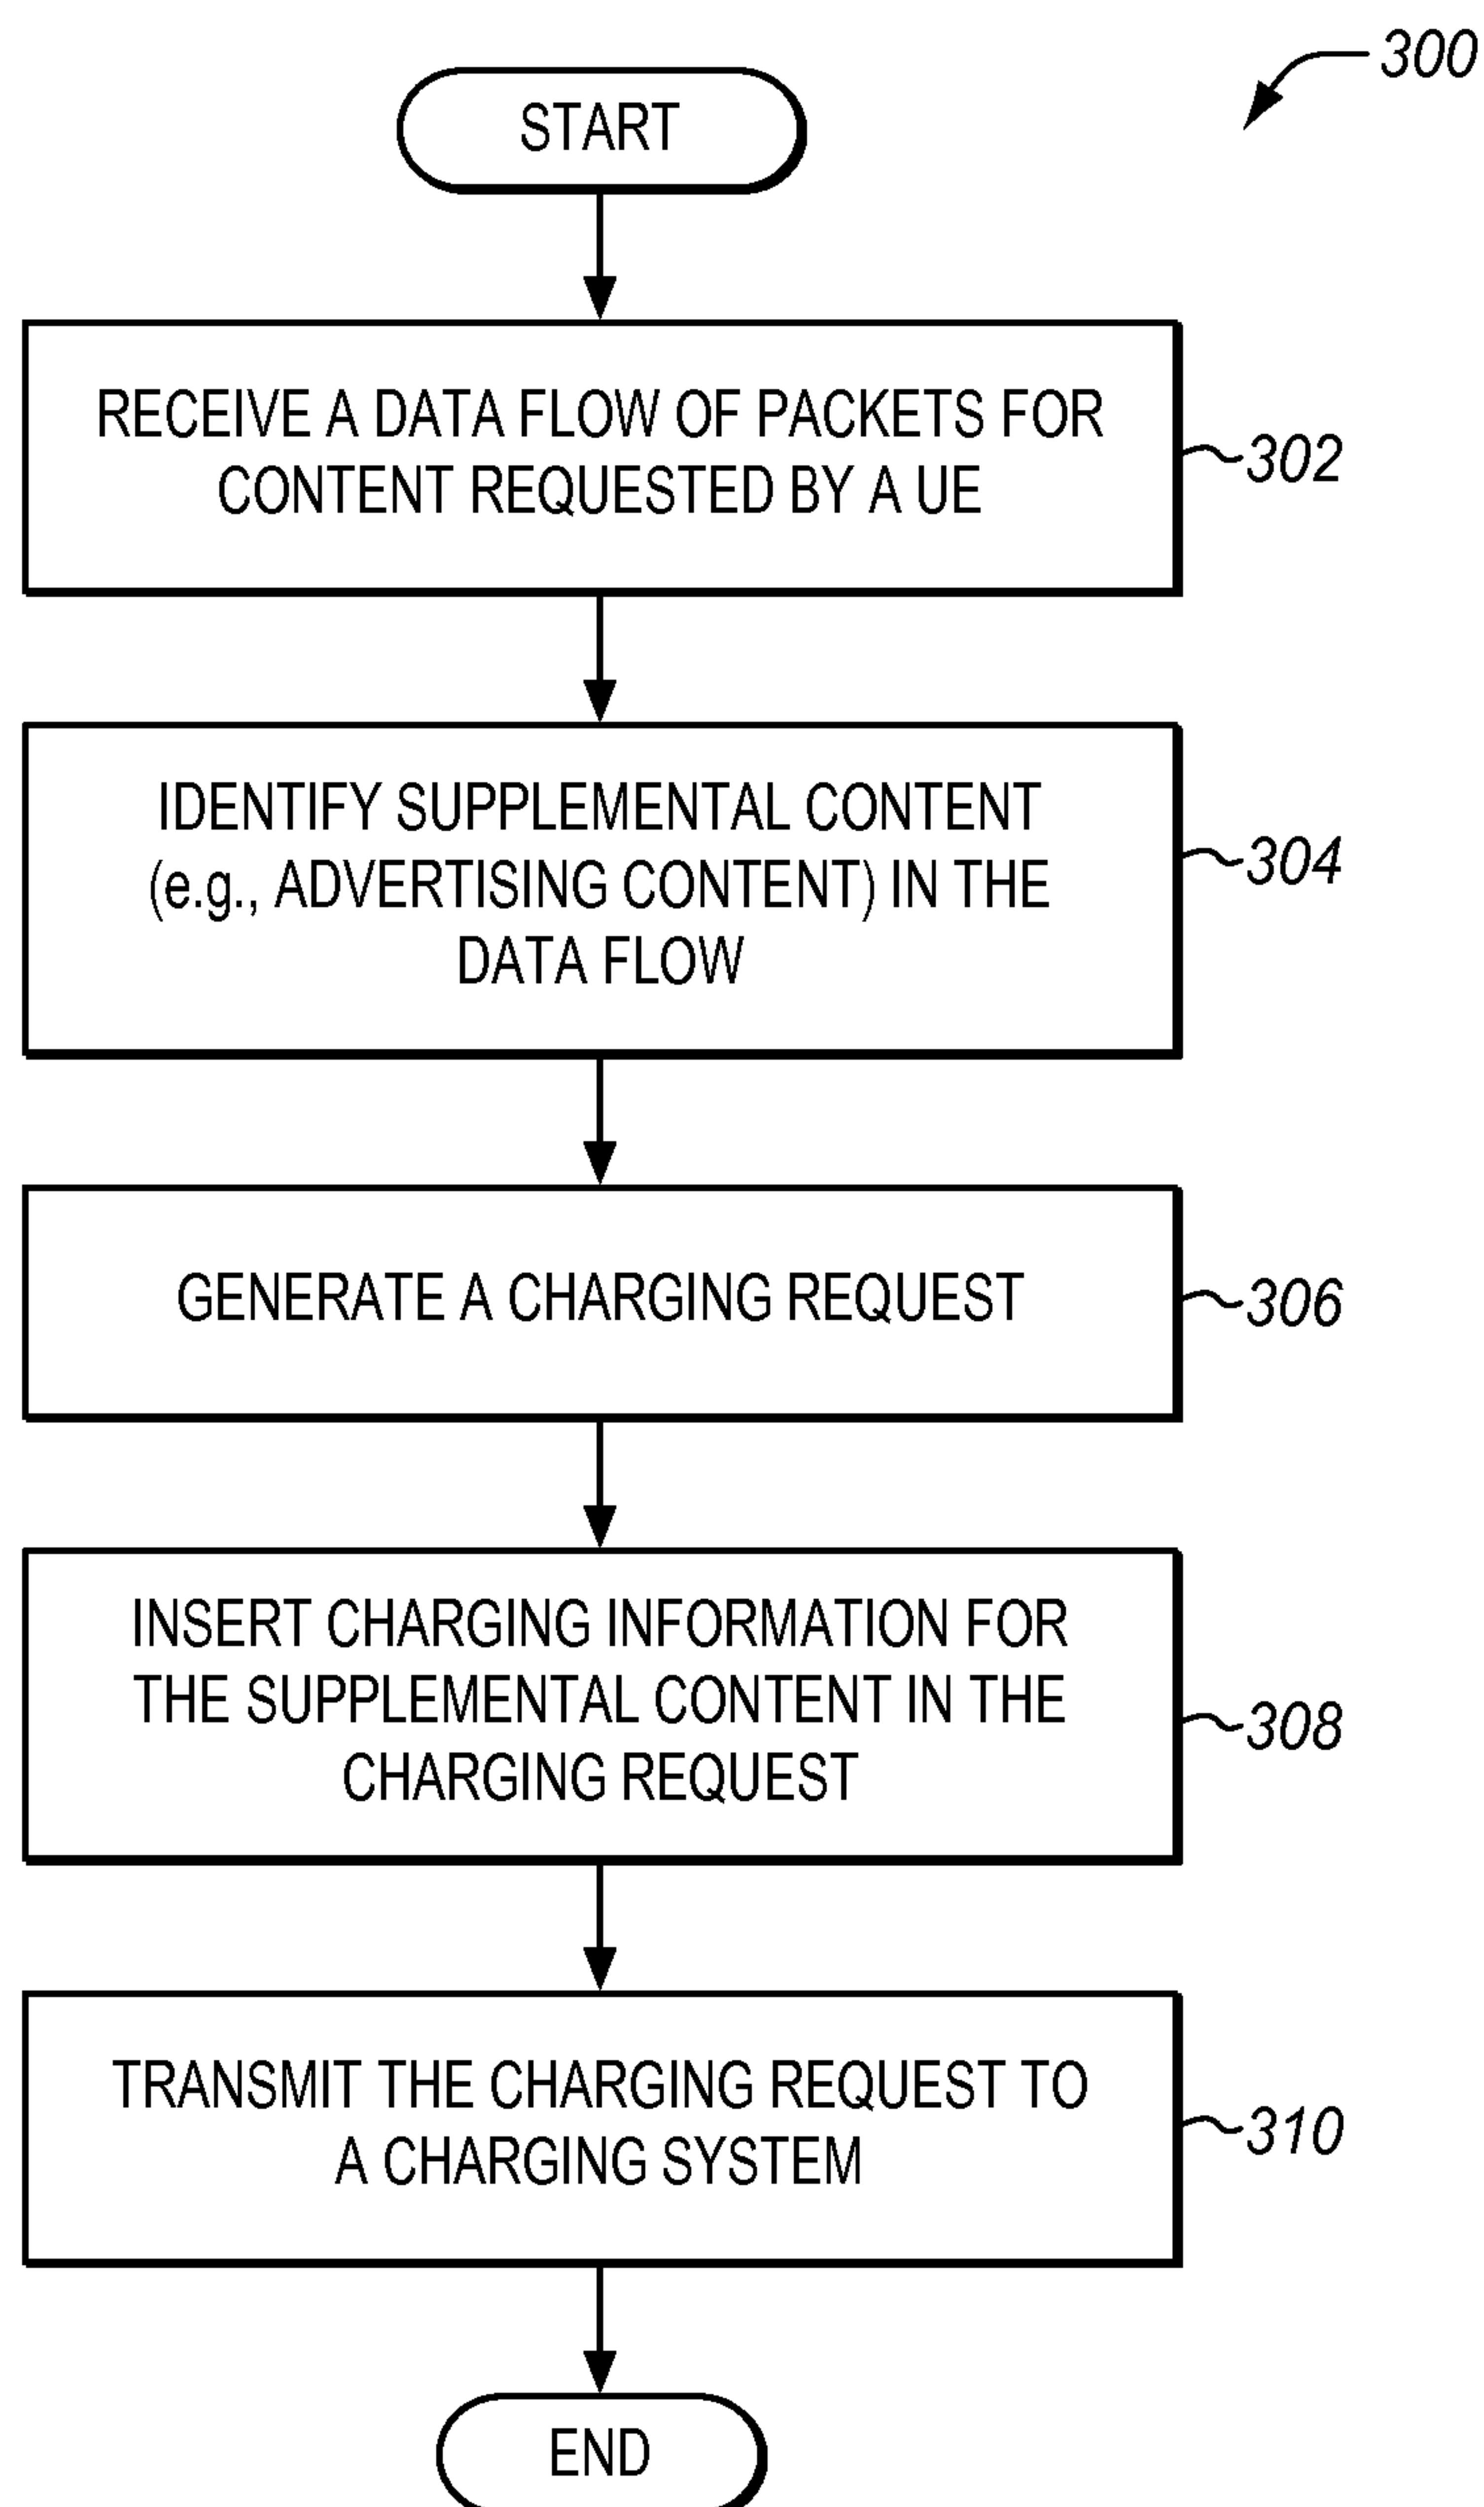 300
START
RECEIVE A DATA FLOW OF PACKETS FOR
CONTENT REQUESTED BY A UE
302
IDENTIFY SUPPLEMENTAL CONTENT
(e.g., ADVERTISING CONTENT) IN THE
DATA FLOW
304
GENERATE A CHARGING REQUEST
306
INSERT CHARGING INFORMATION FOR
THE SUPPLEMENTAL CONTENT IN THE
CHARGING REQUEST
308
TRANSMIT THE CHARGING REQUEST TO
A CHARGING SYSTEM
310
END